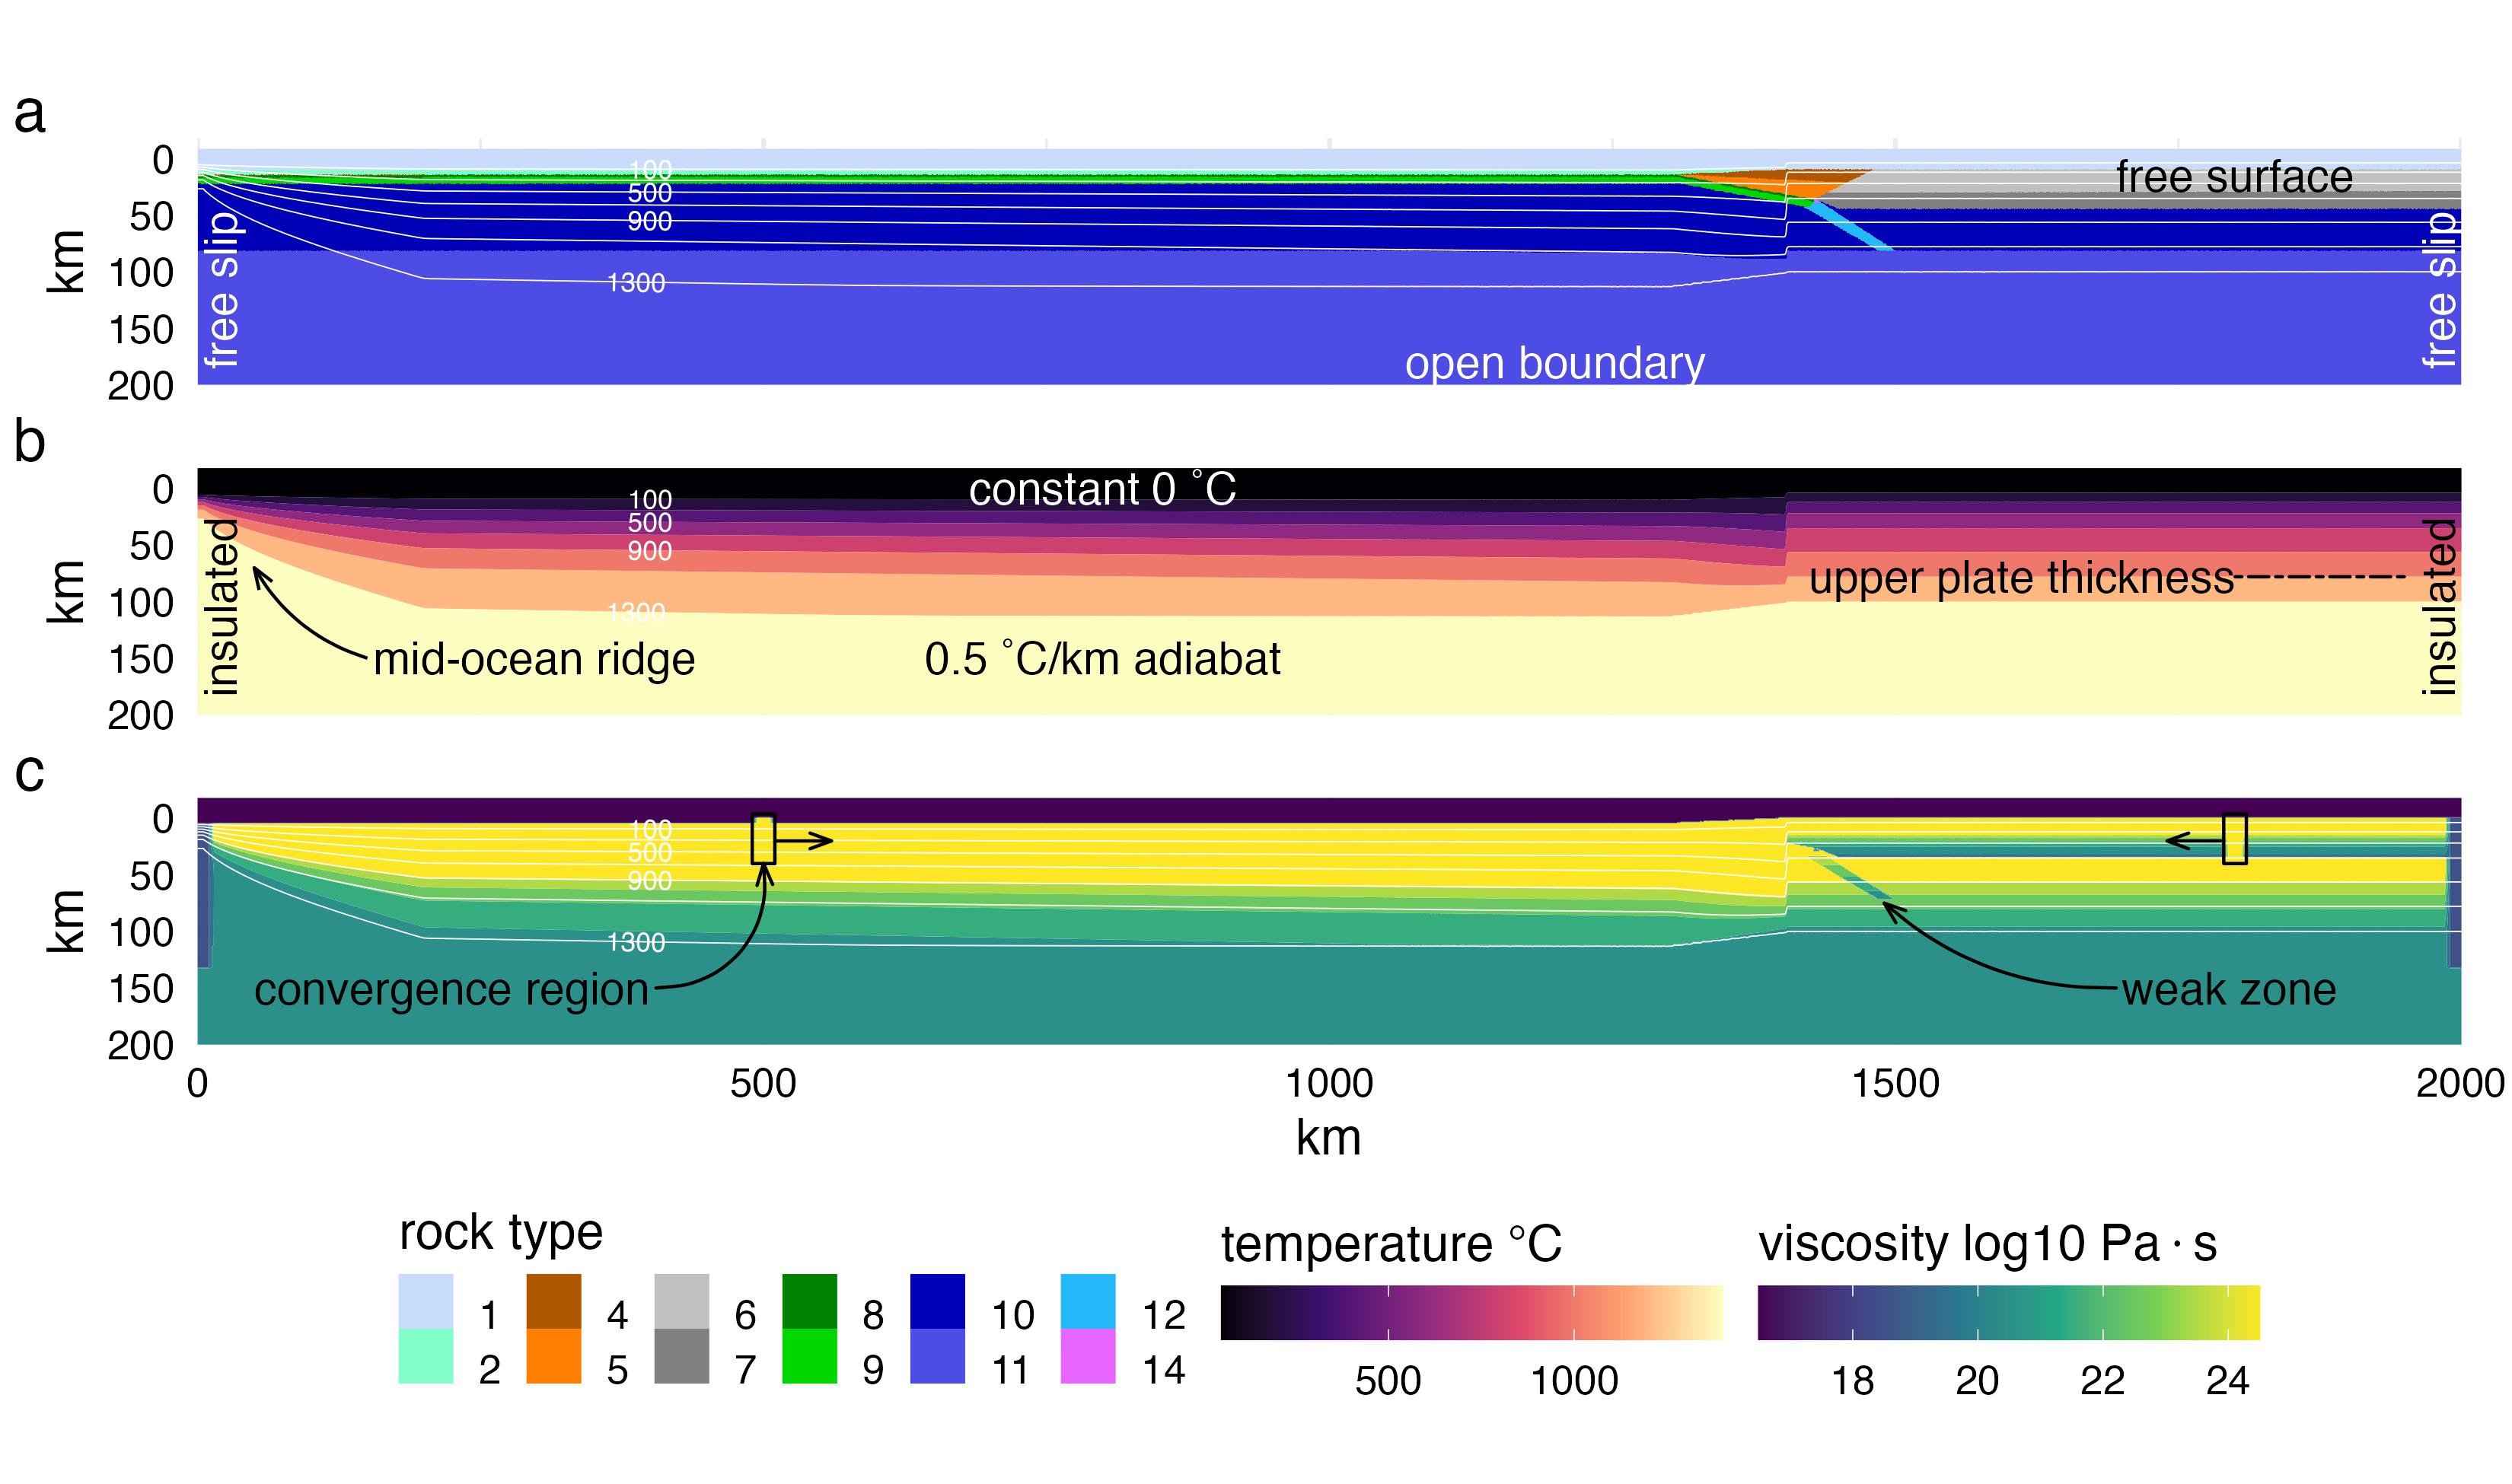 a
0
50
100
150
200
km
free slip
100
500
900
1300
free surface
free slip
open boundary
b
0
50
100
150
200
km
insulated
constant 0 °C
100
500
900
1300
mid-ocean ridge
0.5 °C/km adiabat
upper plate thickness
insulated
c
0
50
100
150
200
km
100
500
900
1300
convergence region
weak zone
0 500 1000 1500 2000
km
rock type
1 4 6 8 10 12
2 5 7 9 11 14
temperature °C
500 1000
viscosity log10 Pa · s
18 20 22 24